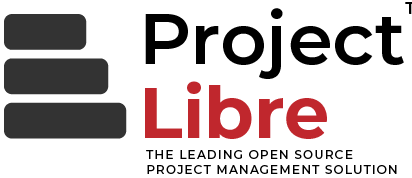 Project
Libre
THE LEADING OPEN SOURCE
PROJECT MANAGEMENT SOLUTION